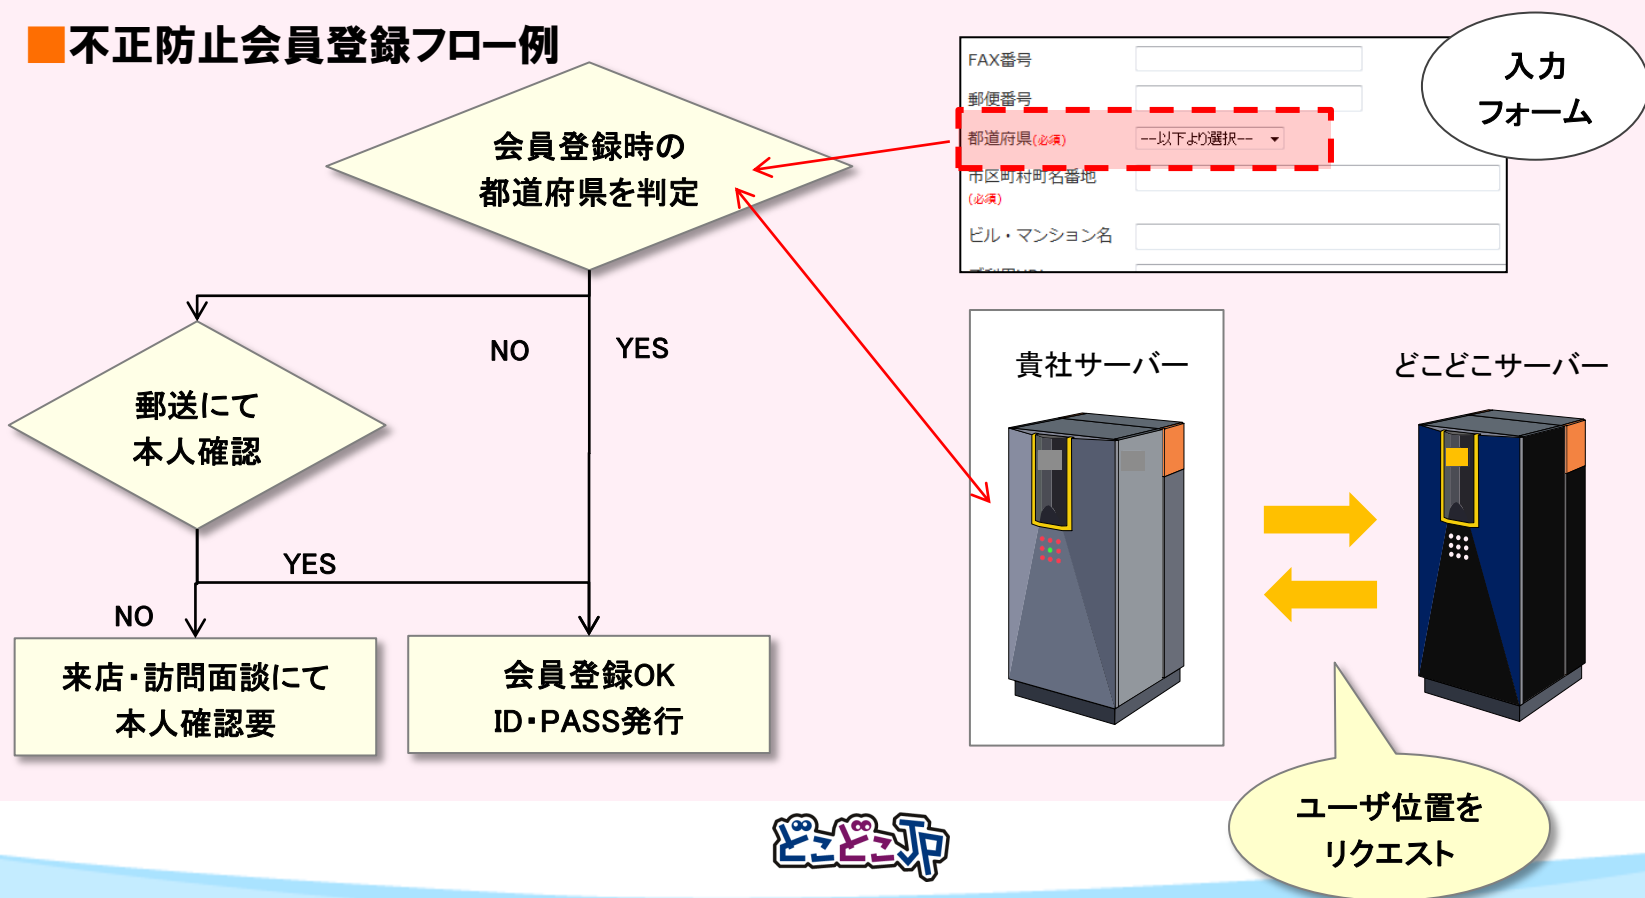 ■不正防止会員登録フロー例
会員登録時の
都道府県を判定
NO
YES
郵送にて
本人確認
YES
NO
来店・訪問面談にて
本人確認要
会員登録OK
ID・PASS発行
FAX番号
郵便番号
都道府県(必須)
--以下より選択--
市区町村町名番地
(必須)
ビル・マンション名
入力
フォーム
貴社サーバー
どこどこサーバー
ユーザ位置を
リクエスト
どこどこJP